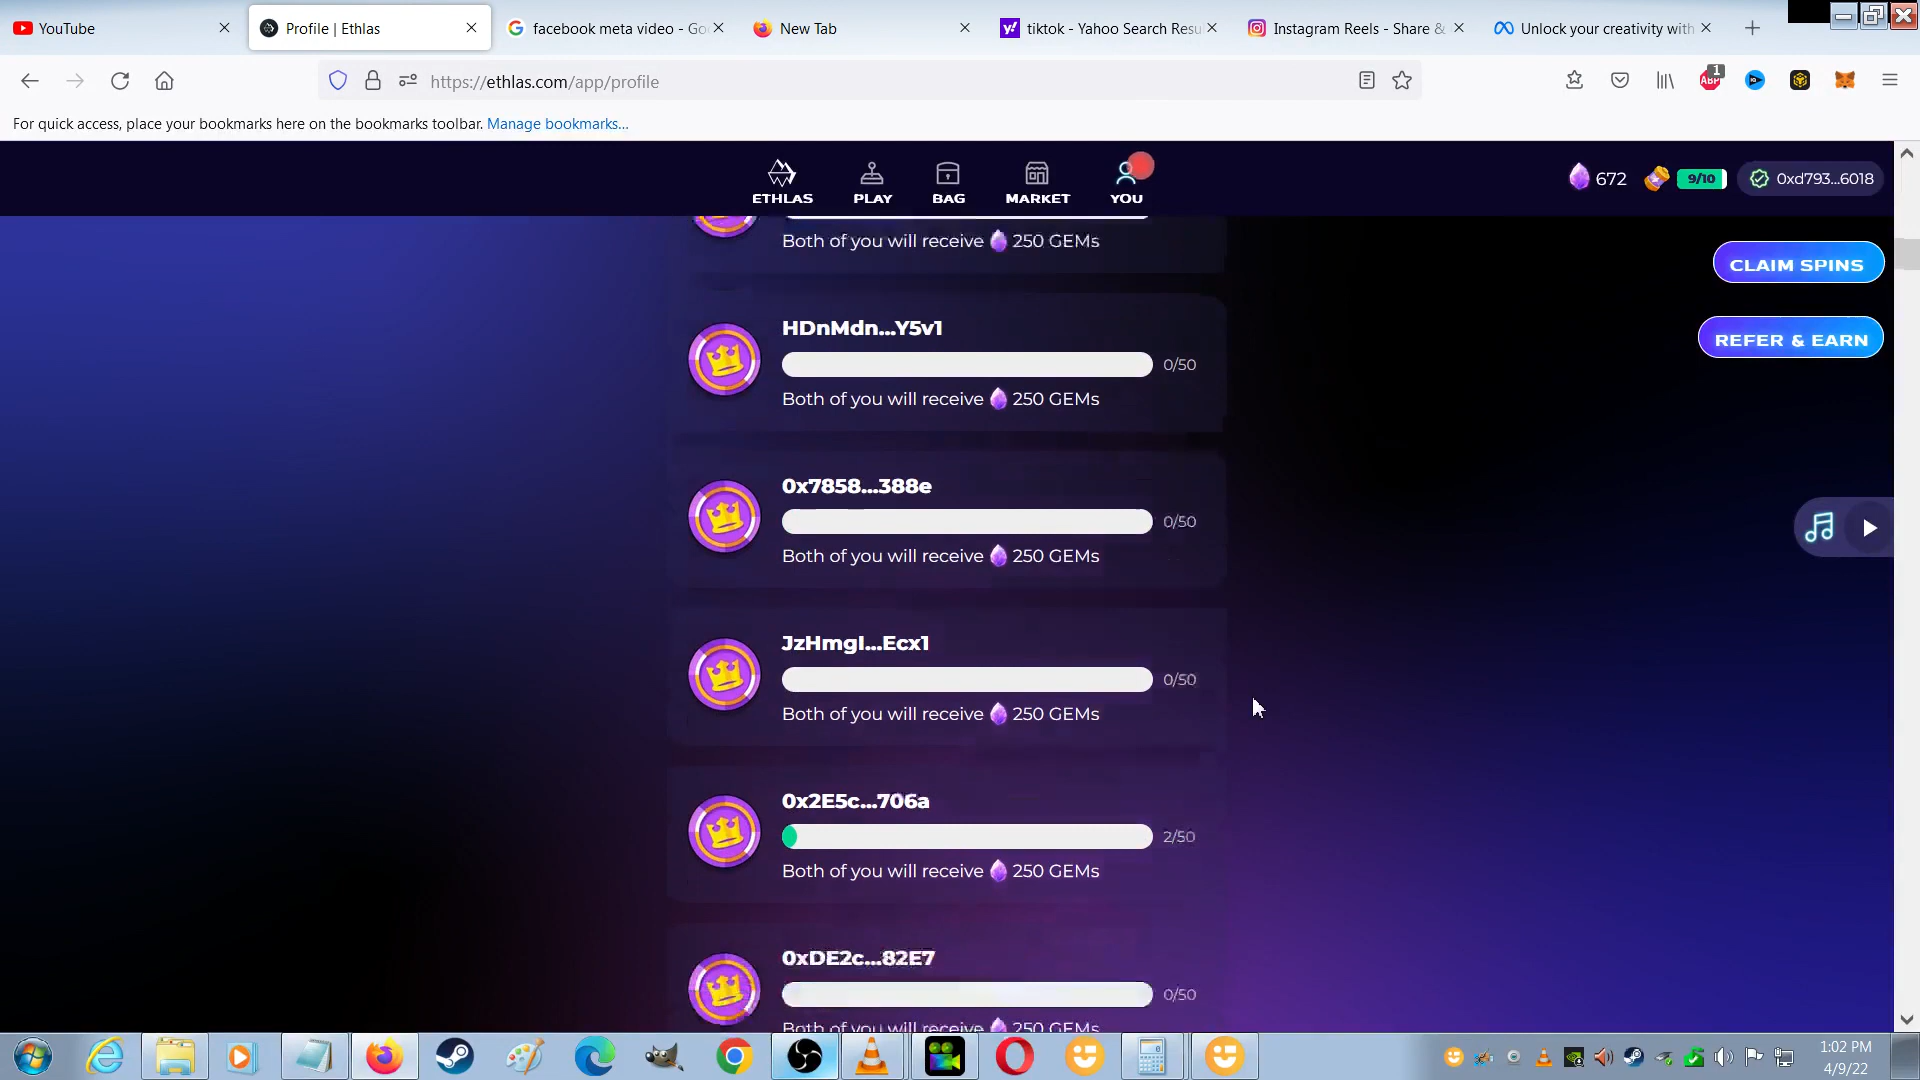 YouTube
Profile | Ethlas
facebook meta video - Go
New Tab
tiktok - Yahoo Search Resu
Instagram Reels - Share &
Unlock your creativity with
https://ethlas.com/app/profile
ABP
1
For quick access, place your bookmarks here on the bookmarks toolbar. Manage bookmarks...
ETHLAS
PLAY
BAG
MARKET
YOU
672
9/10
0xd793...6018
Both of you will receive 250 GEMs
CLAIM SPINS
REFER & EARN
HDnMdn...Y5v1
0/50
Both of you will receive 250 GEMs
0x7858...388e
0/50
Both of you will receive 250 GEMs
JzHmgI...Ecx1
0/50
Both of you will receive 250 GEMs
0x2E5c...706a
2/50
Both of you will receive 250 GEMs
0xDE2c...82E7
0/50
Both of you will receive 250 GEMs
1:02 PM
4/9/22